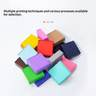 Multiple printing techniques and various processes available
for selection.